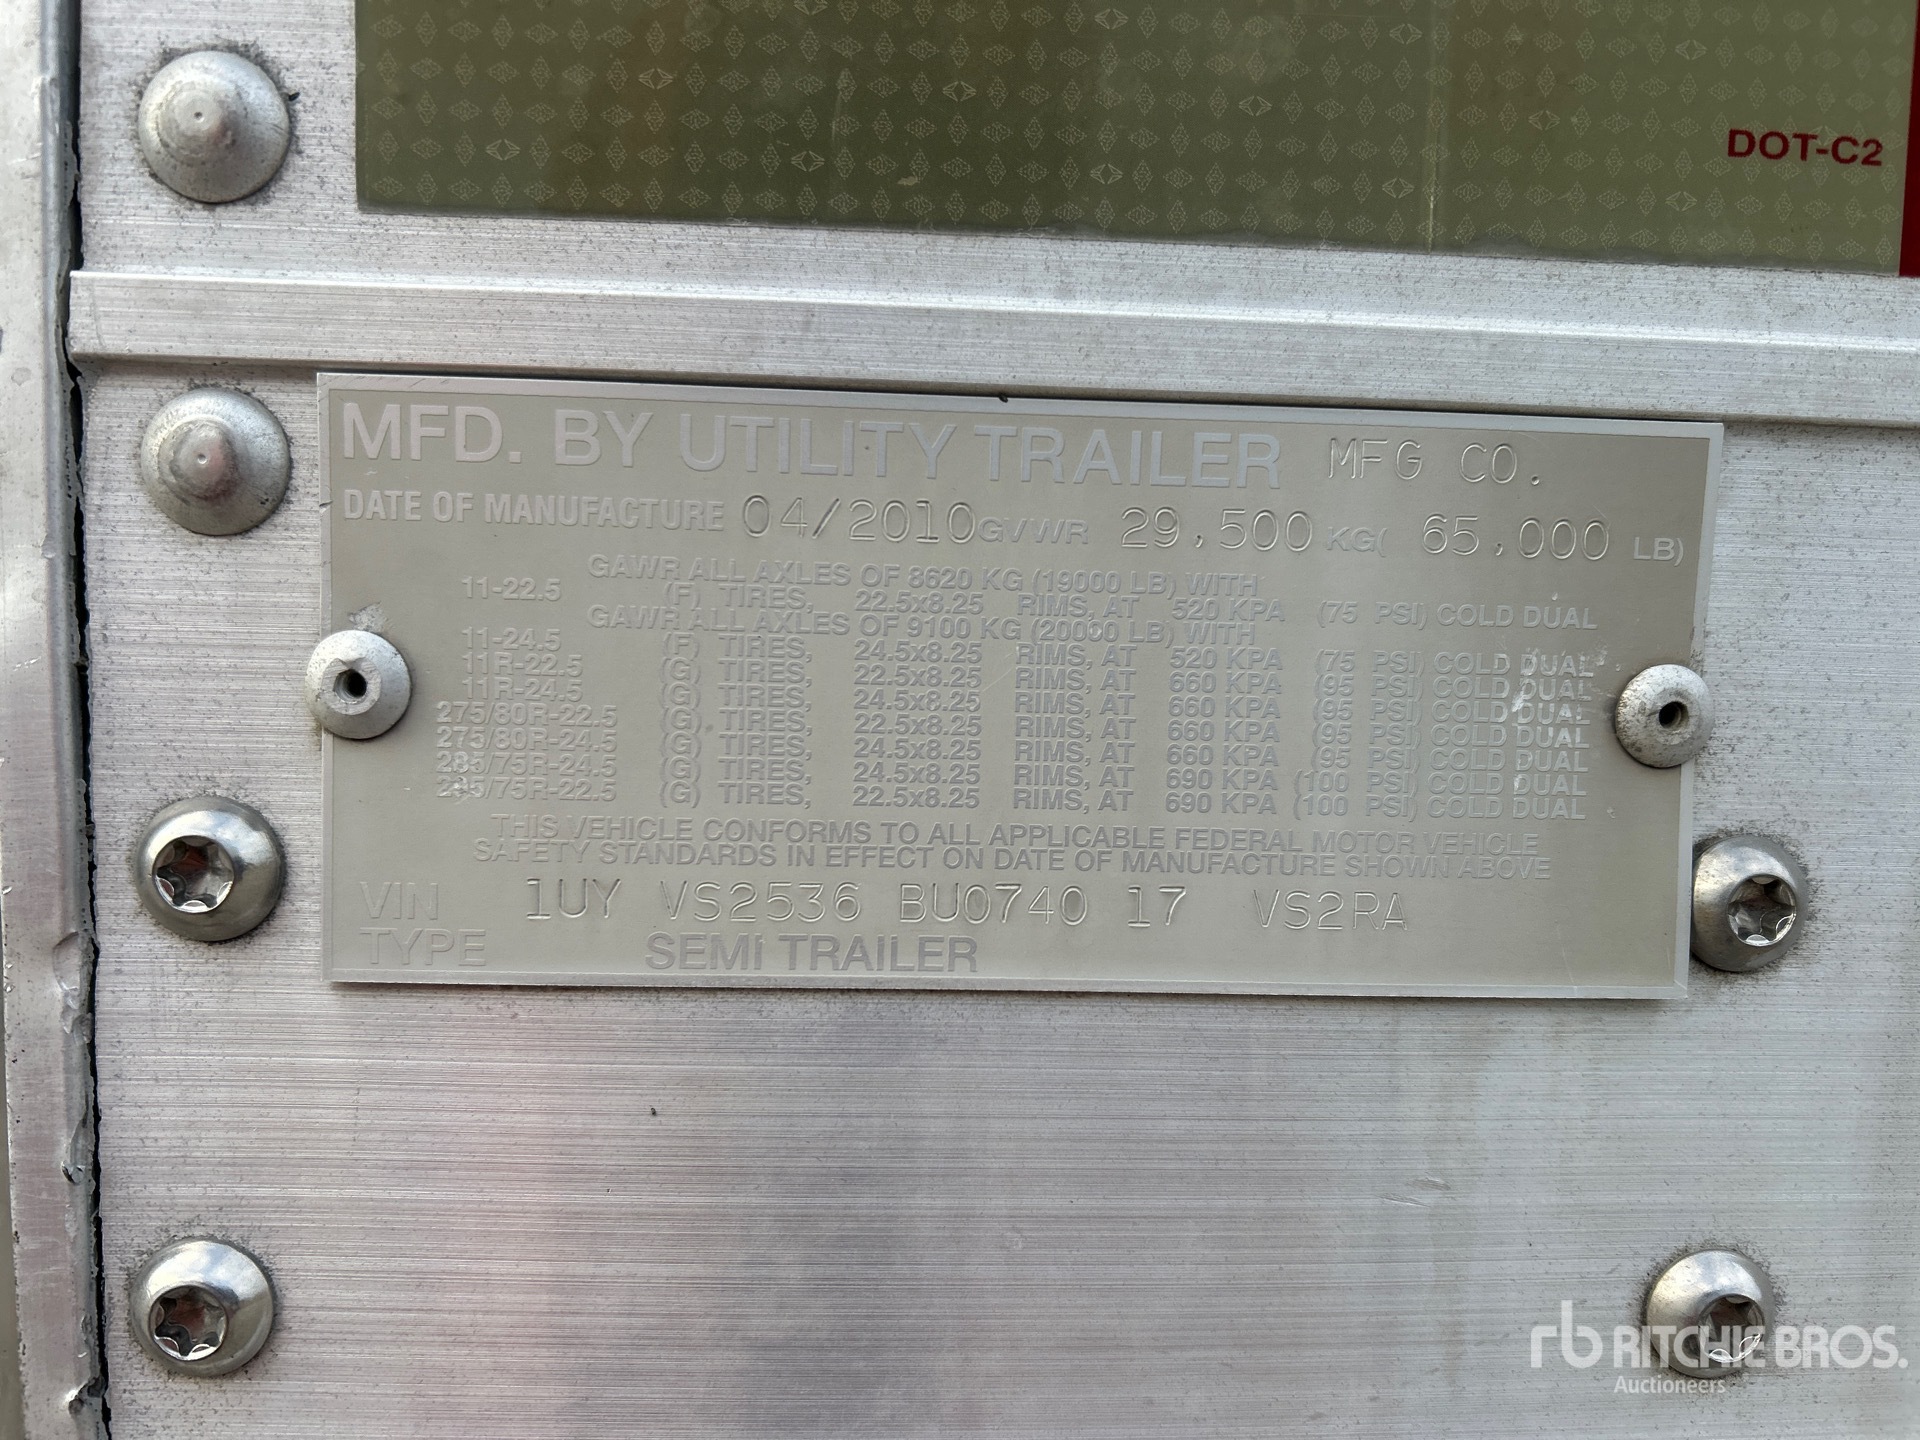 DOT-C2
MFD. BY UTILITY TRAILER MFG CO.
DATE OF MANUFACTURE 04/2010 GVWR 29,500 KG( 65,000 LB)
GAWR ALL AXLES OF 8620 KG (19000 LB) WITH
11-22.5 (F) TIRES, 22.5x8.25 RIMS, AT 520 KPA (75 PSI) COLD DUAL
GAWR ALL AXLES OF 9100 KG (20000 LB) WITH
11-24.5 (F) TIRES, 24.5x8.25 RIMS, AT 520 KPA (75 PSI) COLD DUAL
11R-22.5 (G) TIRES, 22.5x8.25 RIMS, AT 660 KPA (95 PSI) COLD DUAL
11R-24.5 (G) TIRES, 24.5x8.25 RIMS, AT 660 KPA (95 PSI) COLD DUAL
275/80R-22.5 (G) TIRES, 22.5x8.25 RIMS, AT 660 KPA (95 PSI) COLD DUAL
275/80R-24.5 (G) TIRES, 24.5x8.25 RIMS, AT 660 KPA (95 PSI) COLD DUAL
285/75R-24.5 (G) TIRES, 24.5x8.25 RIMS, AT 690 KPA (100 PSI) COLD DUAL
295/75R-22.5 (G) TIRES, 22.5x8.25 RIMS, AT 690 KPA (100 PSI) COLD DUAL
THIS VEHICLE CONFORMS TO ALL APPLICABLE FEDERAL MOTOR VEHICLE
SAFETY STANDARDS IN EFFECT ON DATE OF MANUFACTURE SHOWN ABOVE
VIN 1UY VS2536 BU0740 17 VS2RA
TYPE SEMI TRAILER
rb RITCHIE BROS.
Auctioneers